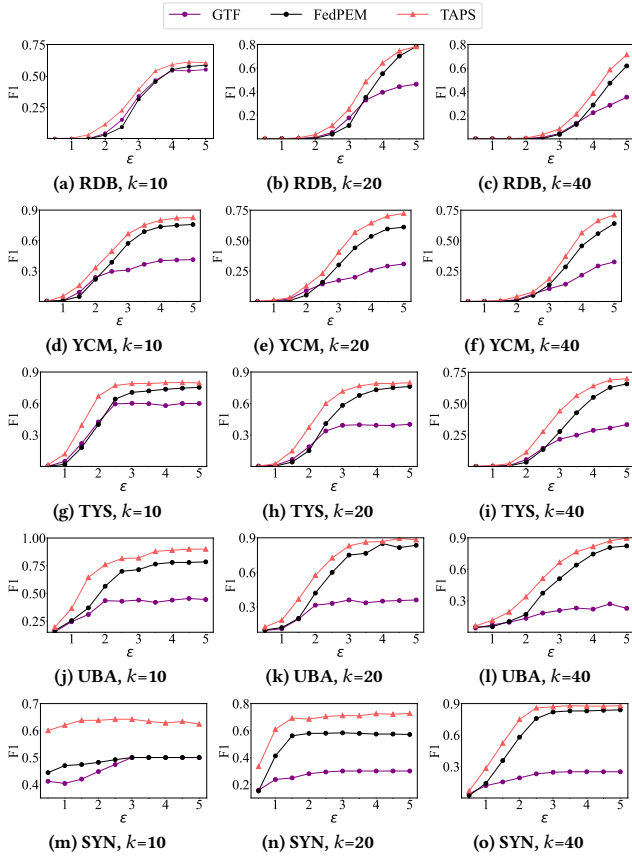 GTF FedPEM TAPS
0.75
0.50
0.25
F1
1 2 3 4 5
ε
(a) RDB, k=10
0.8
0.6
0.4
0.2
F1
1 2 3 4 5
ε
(b) RDB, k=20
0.8
0.6
0.4
0.2
F1
1 2 3 4 5
ε
(c) RDB, k=40
0.9
0.6
0.3
F1
1 2 3 4 5
ε
(d) YCM, k=10
0.75
0.50
0.25
F1
1 2 3 4 5
ε
(e) YCM, k=20
0.75
0.50
0.25
F1
1 2 3 4 5
ε
(f) YCM, k=40
0.9
0.6
0.3
F1
1 2 3 4 5
ε
(g) TYS, k=10
0.9
0.6
0.3
F1
1 2 3 4 5
ε
(h) TYS, k=20
0.75
0.50
0.25
F1
1 2 3 4 5
ε
(i) TYS, k=40
1.00
0.75
0.50
0.25
F1
1 2 3 4 5
ε
(j) UBA, k=10
0.9
0.6
0.3
F1
1 2 3 4 5
ε
(k) UBA, k=20
0.9
0.6
0.3
F1
1 2 3 4 5
ε
(l) UBA, k=40
0.7
0.6
0.5
0.4
F1
1 2 3 4 5
ε
(m) SYN, k=10
0.8
0.6
0.4
0.2
F1
1 2 3 4 5
ε
(n) SYN, k=20
0.9
0.6
0.3
F1
1 2 3 4 5
ε
(o) SYN, k=40